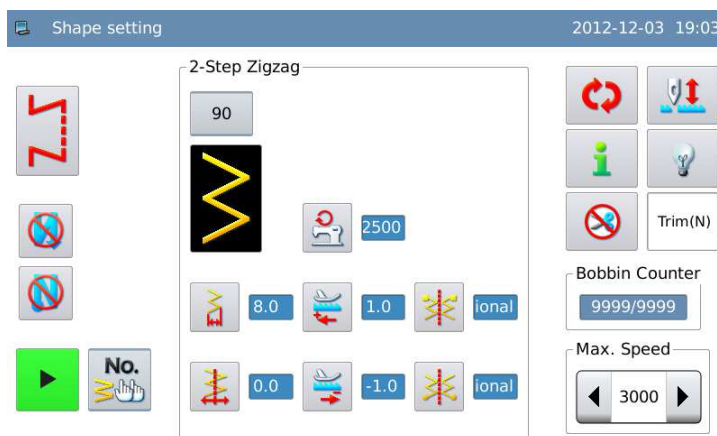 Shape setting
2012-12-03 19:03
2-Step Zigzag
90
2500
Trim(N)
Bobbin Counter
9999/9999
8.0
1.0
ional
Max. Speed
3000
No.
0.0
-1.0
ional